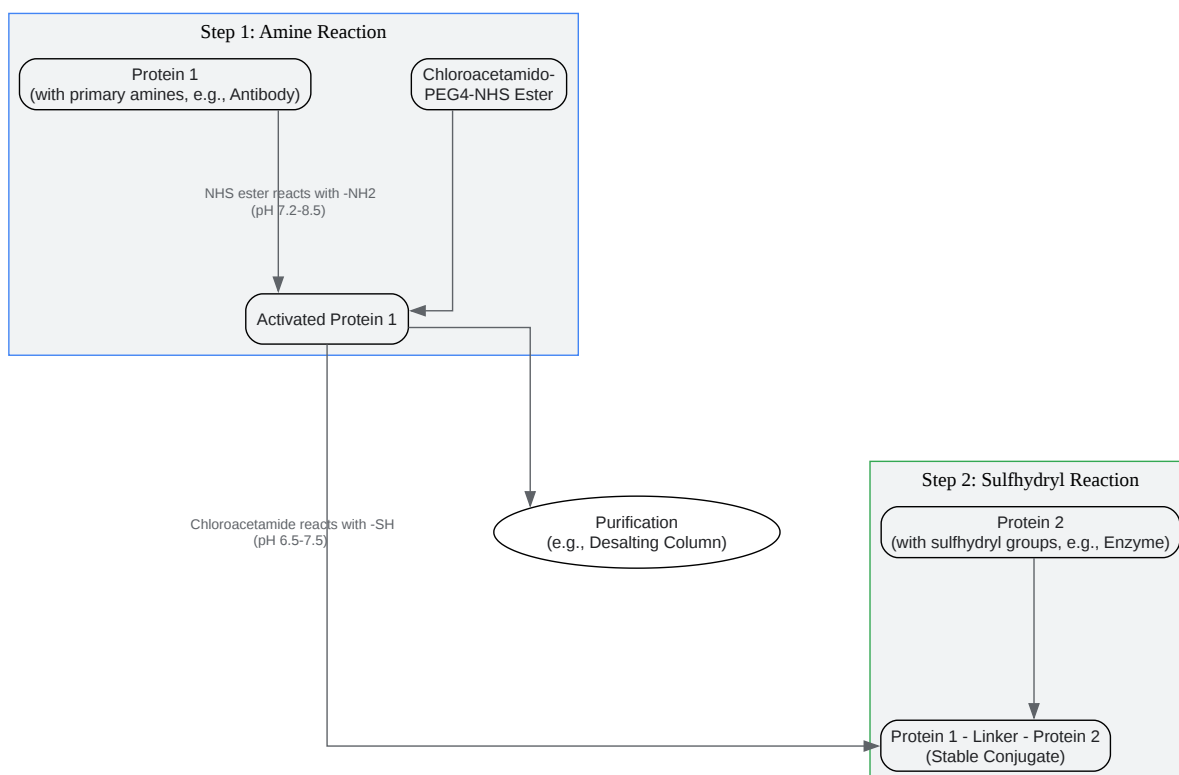 Step 1: Amine Reaction
Protein 1
(with primary amines, e.g., Antibody)
Chloroacetamido-
PEG4-NHS Ester
NHS ester reacts with -NH2
(pH 7.2-8.5)
Activated Protein 1
Chloroacetamide reacts with -SH
(pH 6.5-7.5)
Purification
(e.g., Desalting Column)
Step 2: Sulfhydryl Reaction
Protein 2
(with sulfhydryl groups, e.g., Enzyme)
Protein 1 - Linker - Protein 2
(Stable Conjugate)